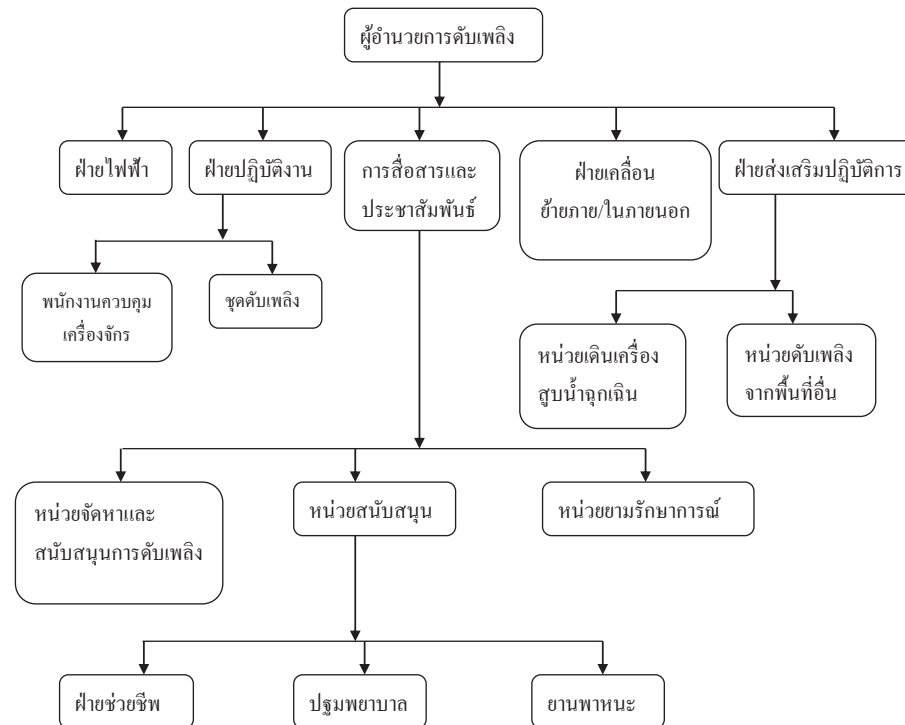 ผู้อำนวยการดับเพลิง
ฝ่ายไฟฟ้า
ฝ่ายปฏิบัติงาน
การสื่อสารและ
ประชาสัมพันธ์
ฝ่ายเคลื่อน
ย้ายภาย/ในภายนอก
ฝ่ายส่งเสริมปฏิบัติการ
พนักงานควบคุม
เครื่องจักร
ชุดดับเพลิง
หน่วยเดินเครื่อง
สูบน้ำฉุกเฉิน
หน่วยดับเพลิง
จากพื้นที่อื่น
หน่วยจัดหาและ
สนับสนุนการดับเพลิง
หน่วยสนับสนุน
หน่วยยามรักษาการณ์
ฝ่ายช่วยชีพ
ปฐมพยาบาล
ยานพาหนะ